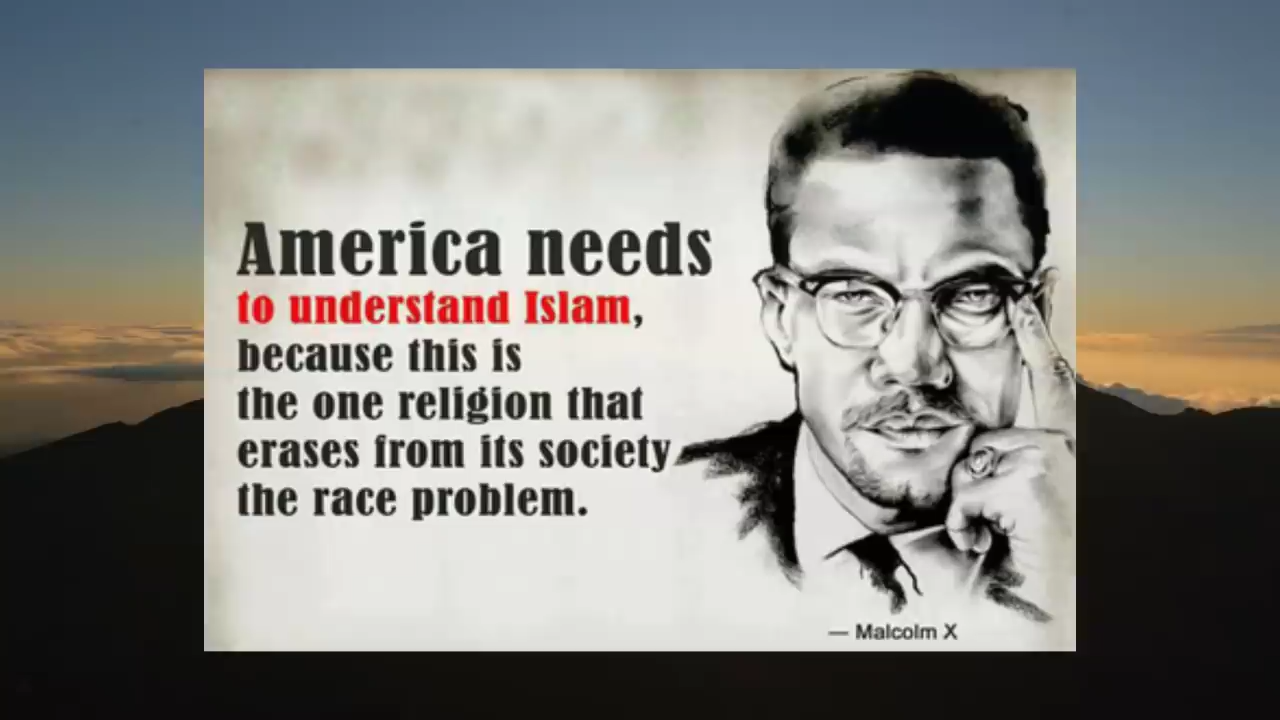 America needs
to understand Islam,
because this is
the one religion that
erases from its society
the race problem.
— Malcolm X